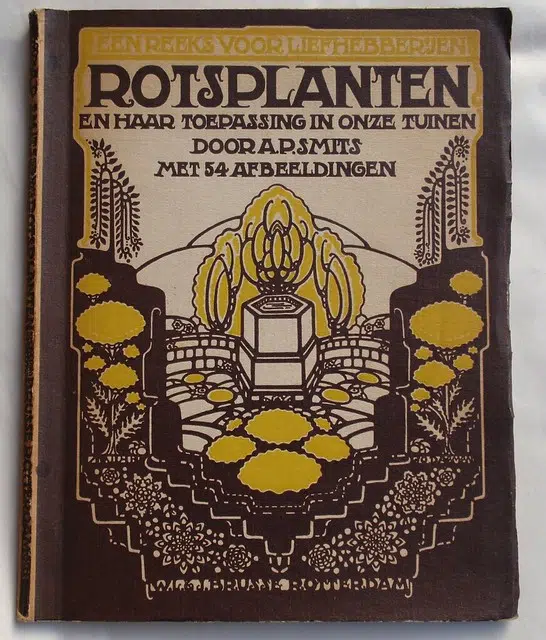 EEN REEKS VOOR LIEFHEBBERIJEN
ROTSPLANTEN
EN HAAR TOEPASSING IN ONZE TUINEN
DOOR A.P. SMITS
MET 54 AFBEELDINGEN
W.L. & J. BRUSSE ROTTERDAM